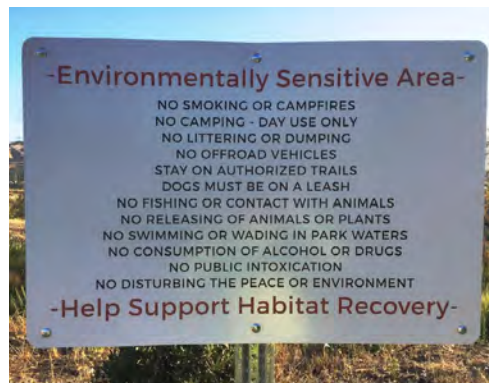 -Environmentally Sensitive Area-
NO SMOKING OR CAMPFIRES
NO CAMPING - DAY USE ONLY
NO LITTERING OR DUMPING
NO OFFROAD VEHICLES
STAY ON AUTHORIZED TRAILS
DOGS MUST BE ON A LEASH
NO FISHING OR CONTACT WITH ANIMALS
NO RELEASING OF ANIMALS OR PLANTS
NO SWIMMING OR WADING IN PARK WATERS
NO CONSUMPTION OF ALCOHOL OR DRUGS
NO PUBLIC INTOXICATION
NO DISTURBING THE PEACE OR ENVIRONMENT
-Help Support Habitat Recovery-